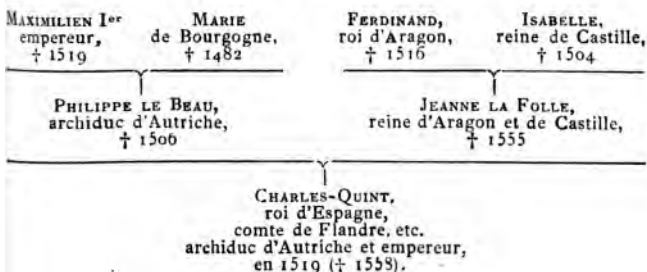 MAXIMILIEN Ier
empereur,
† 1519
MARIE
de Bourgogne,
† 1482
FERDINAND,
roi d'Aragon,
† 1516
ISABELLE,
reine de Castille,
† 1504
PHILIPPE LE BEAU,
archiduc d'Autriche,
† 1506
JEANNE LA FOLLE,
reine d'Aragon et de Castille,
† 1555
CHARLES-QUINT,
roi d'Espagne,
comte de Flandre, etc.
archiduc d'Autriche et empereur,
en 1519 († 1558).